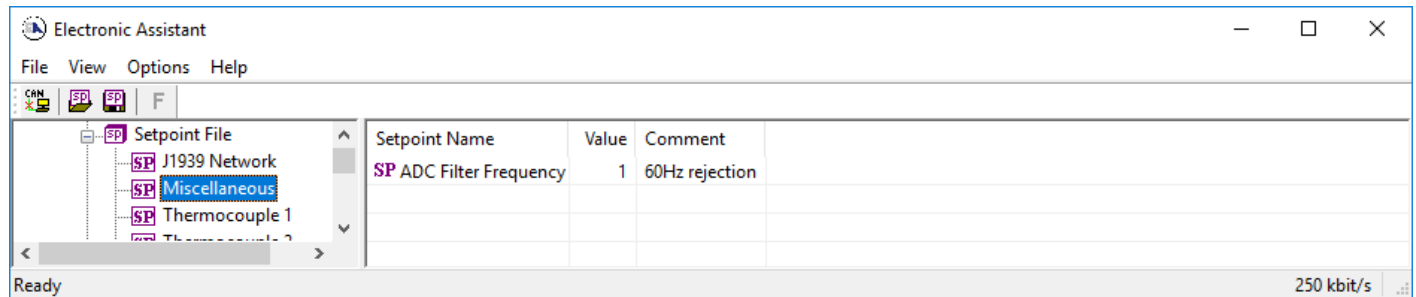 Electronic Assistant
File View Options Help
CAN SP SP F
SP Setpoint File
SP J1939 Network
SP Miscellaneous
SP Thermocouple 1
Setpoint Name Value Comment
SP ADC Filter Frequency 1 60Hz rejection
Ready 250 kbit/s